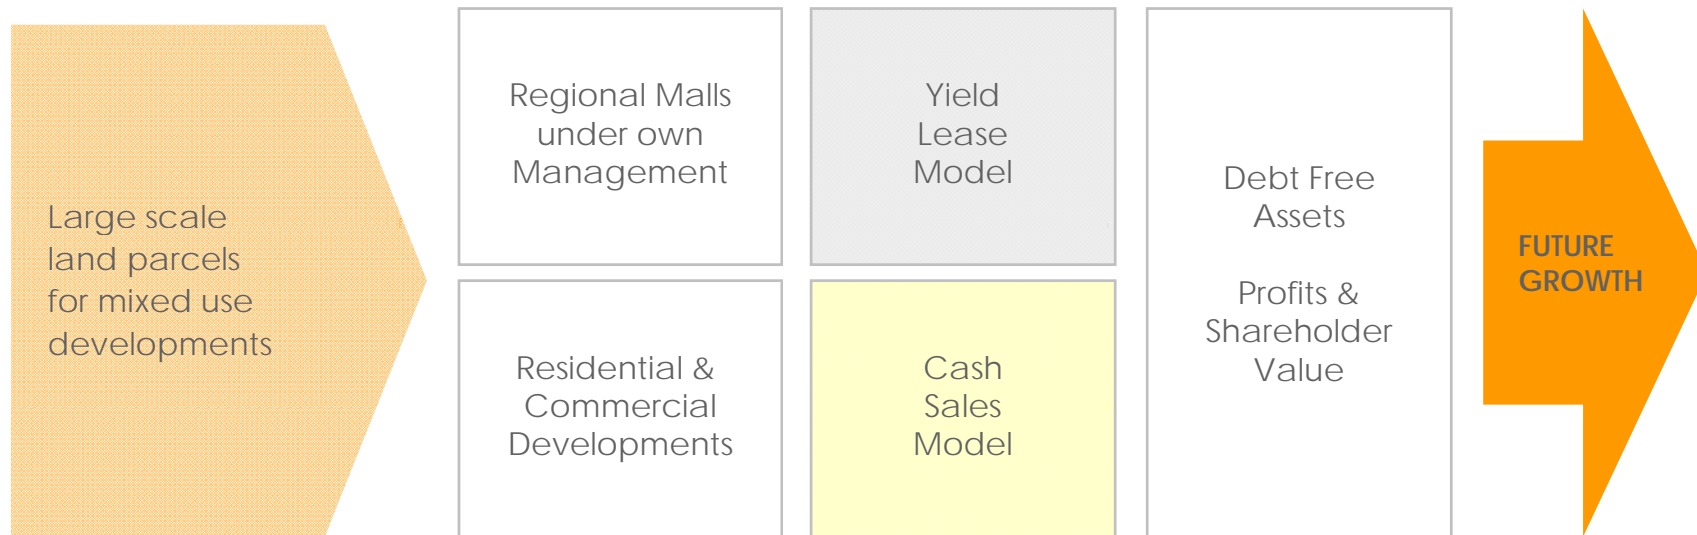 Large scale
land parcels
for mixed use
developments
Regional Malls
under own
Management
Residential &
Commercial
Developments
Yield
Lease
Model
Cash
Sales
Model
Debt Free
Assets
Profits &
Shareholder
Value
FUTURE
GROWTH